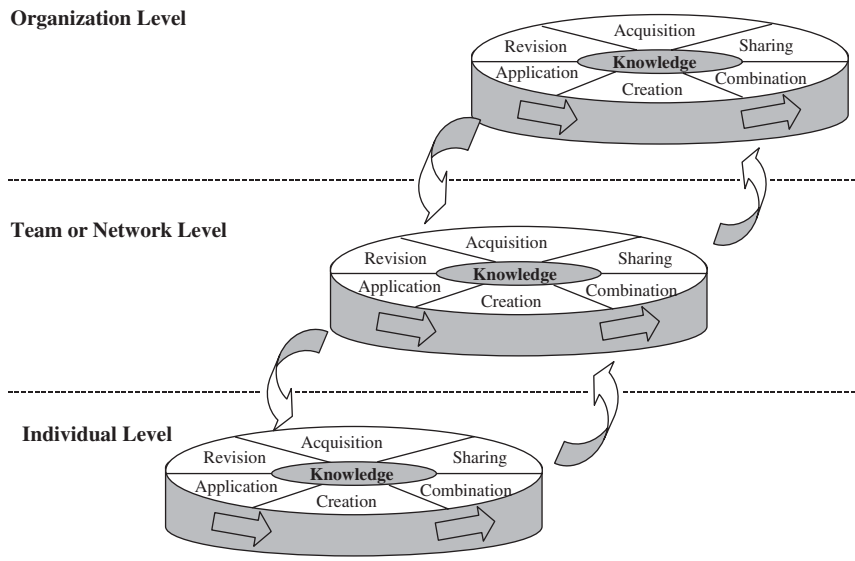 Organization Level
Acquisition
Revision
Sharing
Knowledge
Application
Combination
Creation
Team or Network Level
Acquisition
Revision
Sharing
Knowledge
Application
Combination
Creation
Individual Level
Acquisition
Revision
Sharing
Knowledge
Application
Combination
Creation